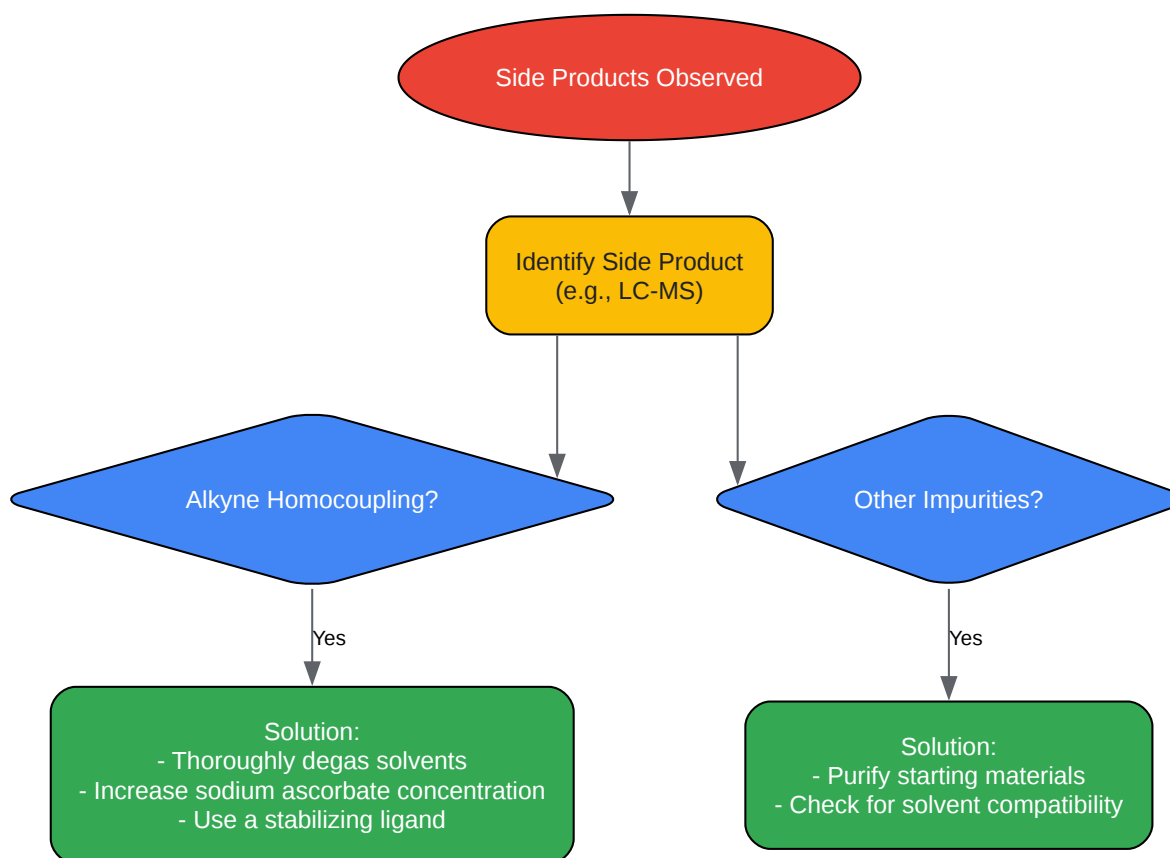 Side Products Observed
Identify Side Product
(e.g., LC-MS)
Alkyne Homocoupling?
Other Impurities?
Yes
Yes
Solution:
- Thoroughly degas solvents
- Increase sodium ascorbate concentration
- Use a stabilizing ligand
Solution:
- Purify starting materials
- Check for solvent compatibility